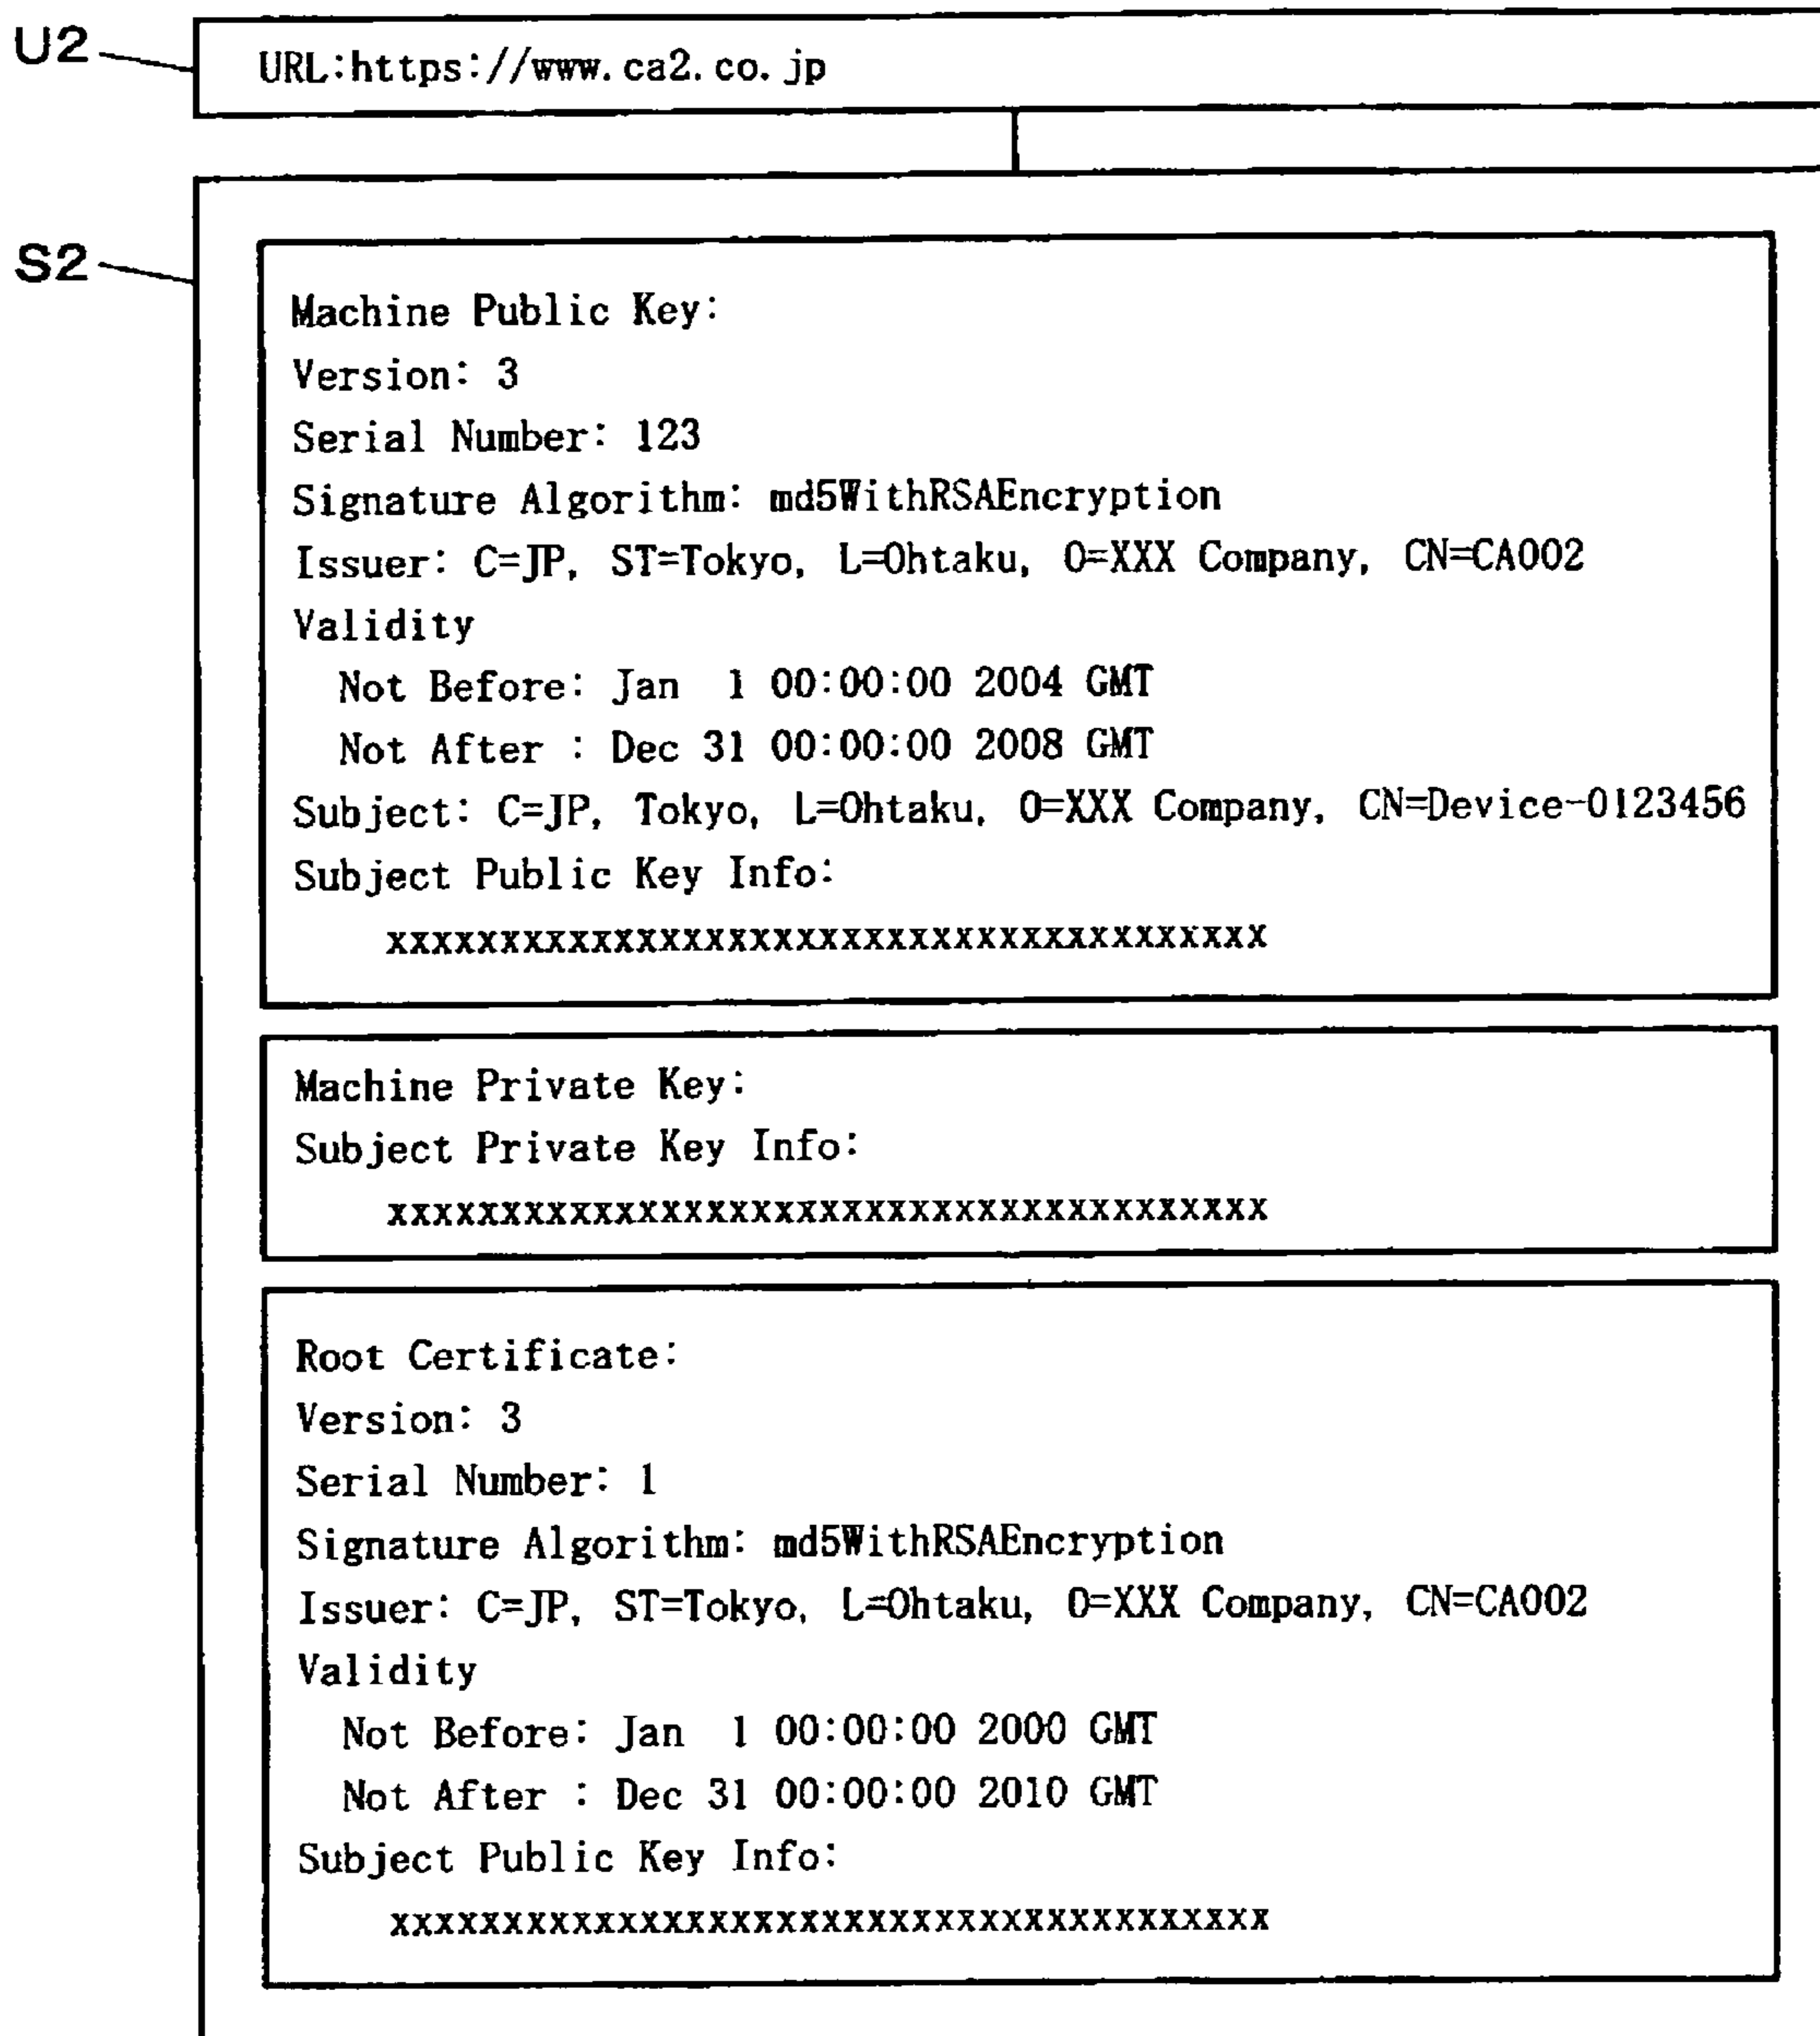 U2
URL:https://www.ca2.co.jp
S2
Machine Public Key:
Version: 3
Serial Number: 123
Signature Algorithm: md5WithRSAEncryption
Issuer: C=JP, ST=Tokyo, L=Ohtaku, O=XXX Company, CN=CA002
Validity
Not Before: Jan 1 00:00:00 2004 GMT
Not After : Dec 31 00:00:00 2008 GMT
Subject: C=JP, Tokyo, L=Ohtaku, O=XXX Company, CN=Device-0123456
Subject Public Key Info:
xxxxxxxxxxxxxxxxxxxxxxxxxxxxxxxxxxxxxxx
Machine Private Key:
Subject Private Key Info:
xxxxxxxxxxxxxxxxxxxxxxxxxxxxxxxxxxxxxxx
Root Certificate:
Version: 3
Serial Number: 1
Signature Algorithm: md5WithRSAEncryption
Issuer: C=JP, ST=Tokyo, L=Ohtaku, O=XXX Company, CN=CA002
Validity
Not Before: Jan 1 00:00:00 2000 GMT
Not After : Dec 31 00:00:00 2010 GMT
Subject Public Key Info:
xxxxxxxxxxxxxxxxxxxxxxxxxxxxxxxxxxxxxxx